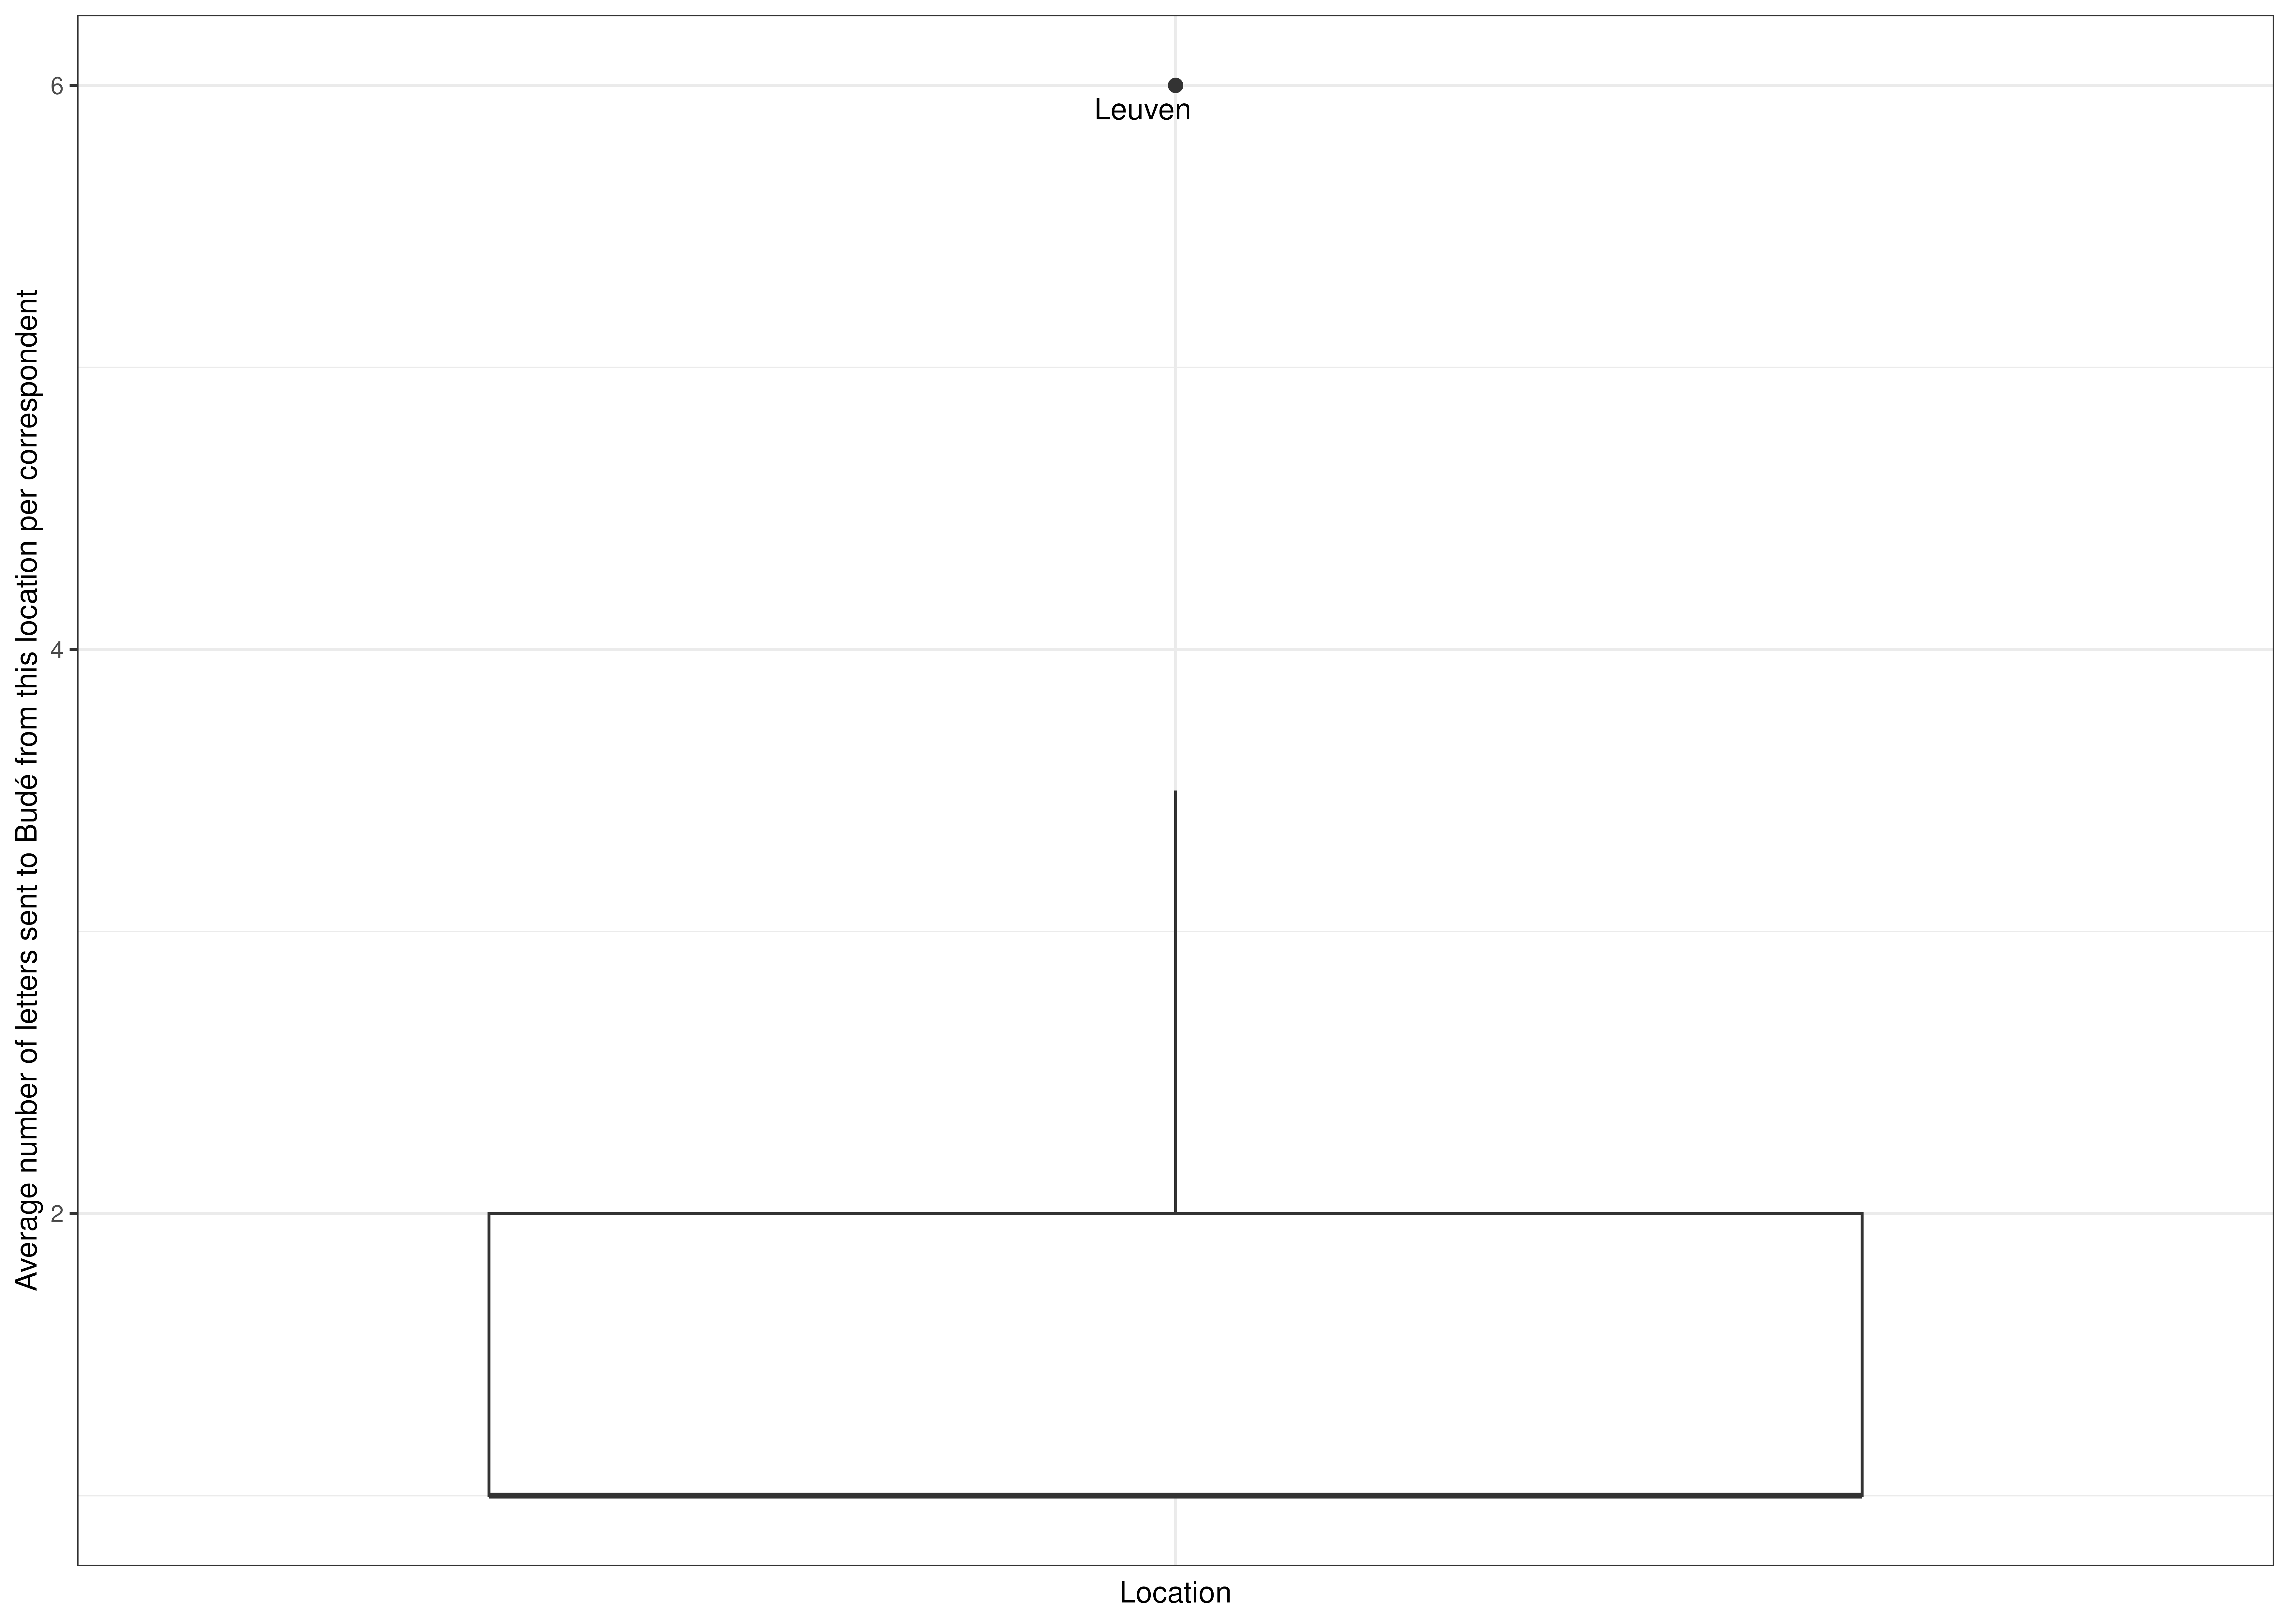 Average number of letters sent to Budé from this location per correspondent
6
4
2
Leuven
Location